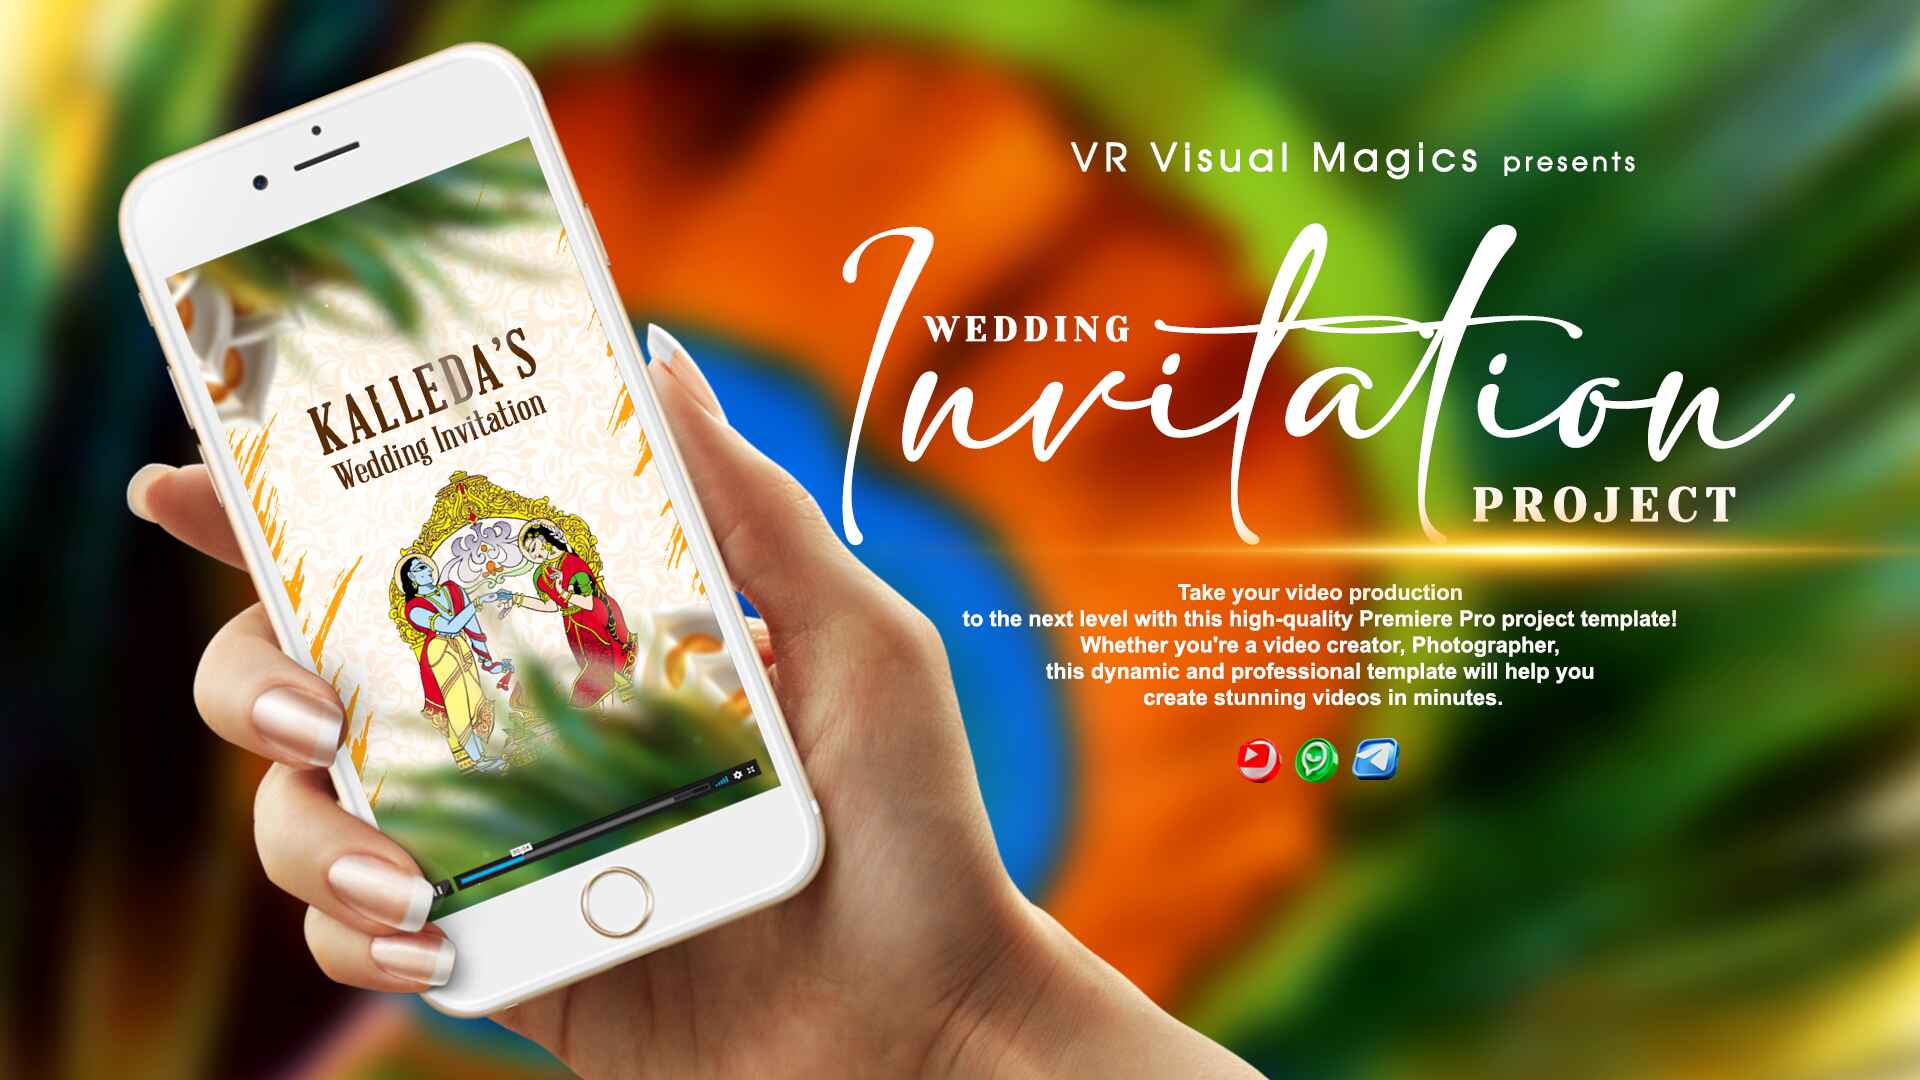 VR Visual Magics presents
WEDDING
Invitation
PROJECT
Take your video production
to the next level with this high-quality Premiere Pro project template!
Whether you're a video creator, Photographer,
this dynamic and professional template will help you
create stunning videos in minutes.
KALLEDA'S
Wedding Invitation
00:04